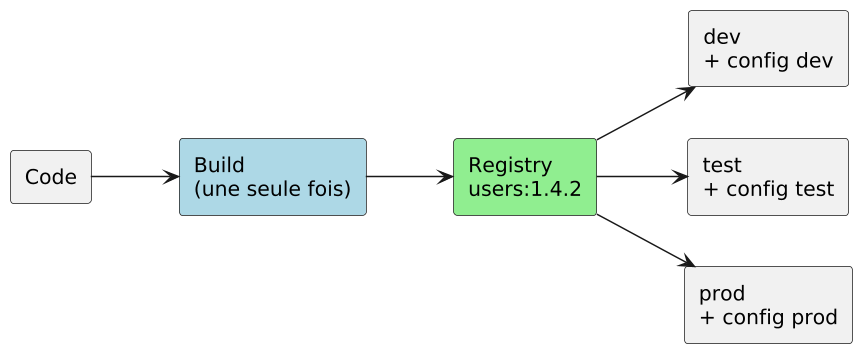 Code
Build
(une seule fois)
Registry
users:1.4.2
dev
+ config dev
test
+ config test
prod
+ config prod